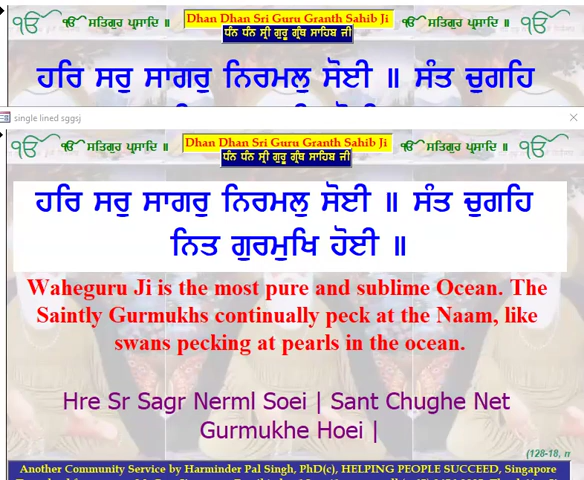 ੴ ੴ ਸਤਿਗੁਰ ਪ੍ਰਸਾਦਿ ॥ Dhan Dhan Sri Guru Granth Sahib Ji ੴ ਸਤਿਗੁਰ ਪ੍ਰਸਾਦਿ ॥ ੴ
ਧੰਨ ਧੰਨ ਸ੍ਰੀ ਗੁਰੂ ਗ੍ਰੰਥ ਸਾਹਿਬ ਜੀ
ਹਰਿ ਸਰੁ ਸਾਗਰੁ ਨਿਰਮਲੁ ਸੋਈ ॥ ਸੰਤ ਚੁਗਹਿ
single lined sggsj
ੴ ੴ ਸਤਿਗੁਰ ਪ੍ਰਸਾਦਿ ॥ Dhan Dhan Sri Guru Granth Sahib Ji ੴ ਸਤਿਗੁਰ ਪ੍ਰਸਾਦਿ ॥ ੴ
ਧੰਨ ਧੰਨ ਸ੍ਰੀ ਗੁਰੂ ਗ੍ਰੰਥ ਸਾਹਿਬ ਜੀ
ਹਰਿ ਸਰੁ ਸਾਗਰੁ ਨਿਰਮਲੁ ਸੋਈ ॥ ਸੰਤ ਚੁਗਹਿ
ਨਿਤ ਗੁਰਮੁਖਿ ਹੋਈ ॥
Waheguru Ji is the most pure and sublime Ocean. The
Saintly Gurmukhs continually peck at the Naam, like
swans pecking at pearls in the ocean.
Hre Sr Sagr Nerml Soei | Sant Chughe Net
Gurmukhe Hoei |
(128-18,
Another Community Service by Harminder Pal Singh, PhD(c), HELPING PEOPLE SUCCEED, Singapore